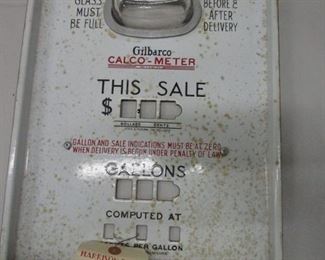 GLASS
MUST
BE FULL
BEFORE &
AFTER
DELIVERY
Gilbarco
CALCO-METER
THIS SALE
$
DOLLARS CENTS
GALLON AND SALE INDICATIONS MUST BE AT ZERO
WHEN DELIVERY IS BEGUN UNDER PENALTY OF LAW
GALLONS
COMPUTED AT
PER GALLON